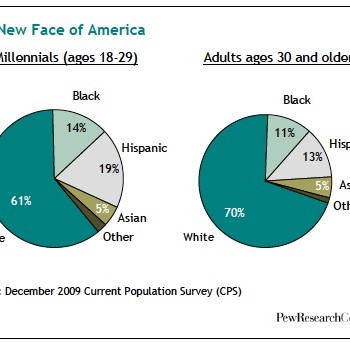 New Face of America
Millennials (ages 18-29)
Adults ages 30 and older
Black
14%
Hispanic
19%
5%
Asian
Other
61%
Black
11%
13%
5%
70%
White
: December 2009 Current Population Survey (CPS)